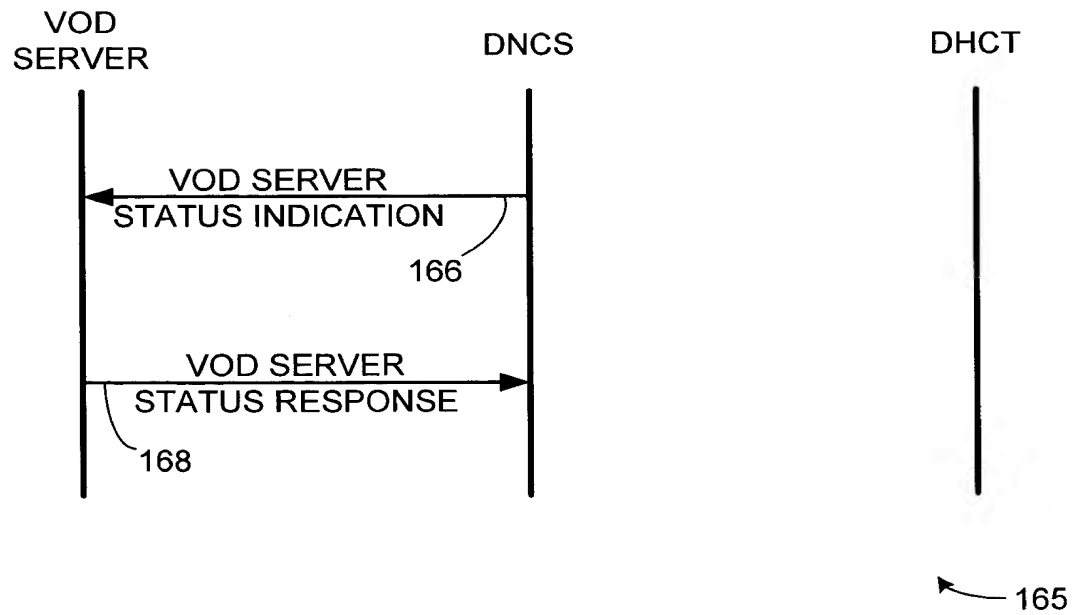 VOD
SERVER
DNCS
DHCT
VOD SERVER
STATUS INDICATION
166
VOD SERVER
STATUS RESPONSE
168
165